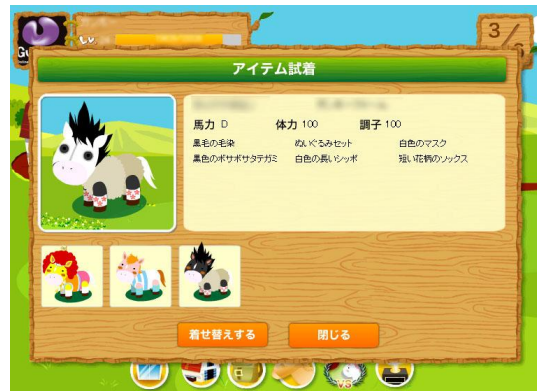 Lv.
3/6
アイテム試着
馬力 D 体力 100 調子 100
黒毛の毛染 ぬいぐるみセット 白色のマスク
黒色のボサボサタテガミ 白色の長いシッポ 短い花柄のソックス
着せ替えする 閉じる
VS